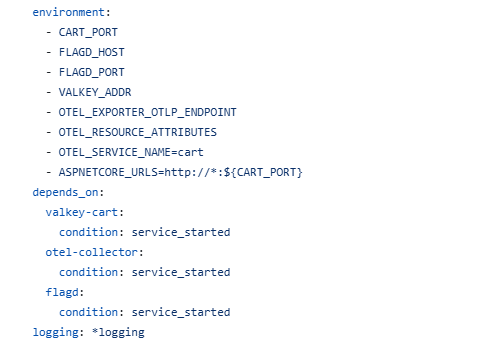 environment:
  - CART_PORT
  - FLAGD_HOST
  - FLAGD_PORT
  - VALKEY_ADDR
  - OTEL_EXPORTER_OTLP_ENDPOINT
  - OTEL_RESOURCE_ATTRIBUTES
  - OTEL_SERVICE_NAME=cart
  - ASPNETCORE_URLS=http://*:${CART_PORT}
depends_on:
  valkey-cart:
    condition: service_started
  otel-collector:
    condition: service_started
  flagd:
    condition: service_started
logging: *logging